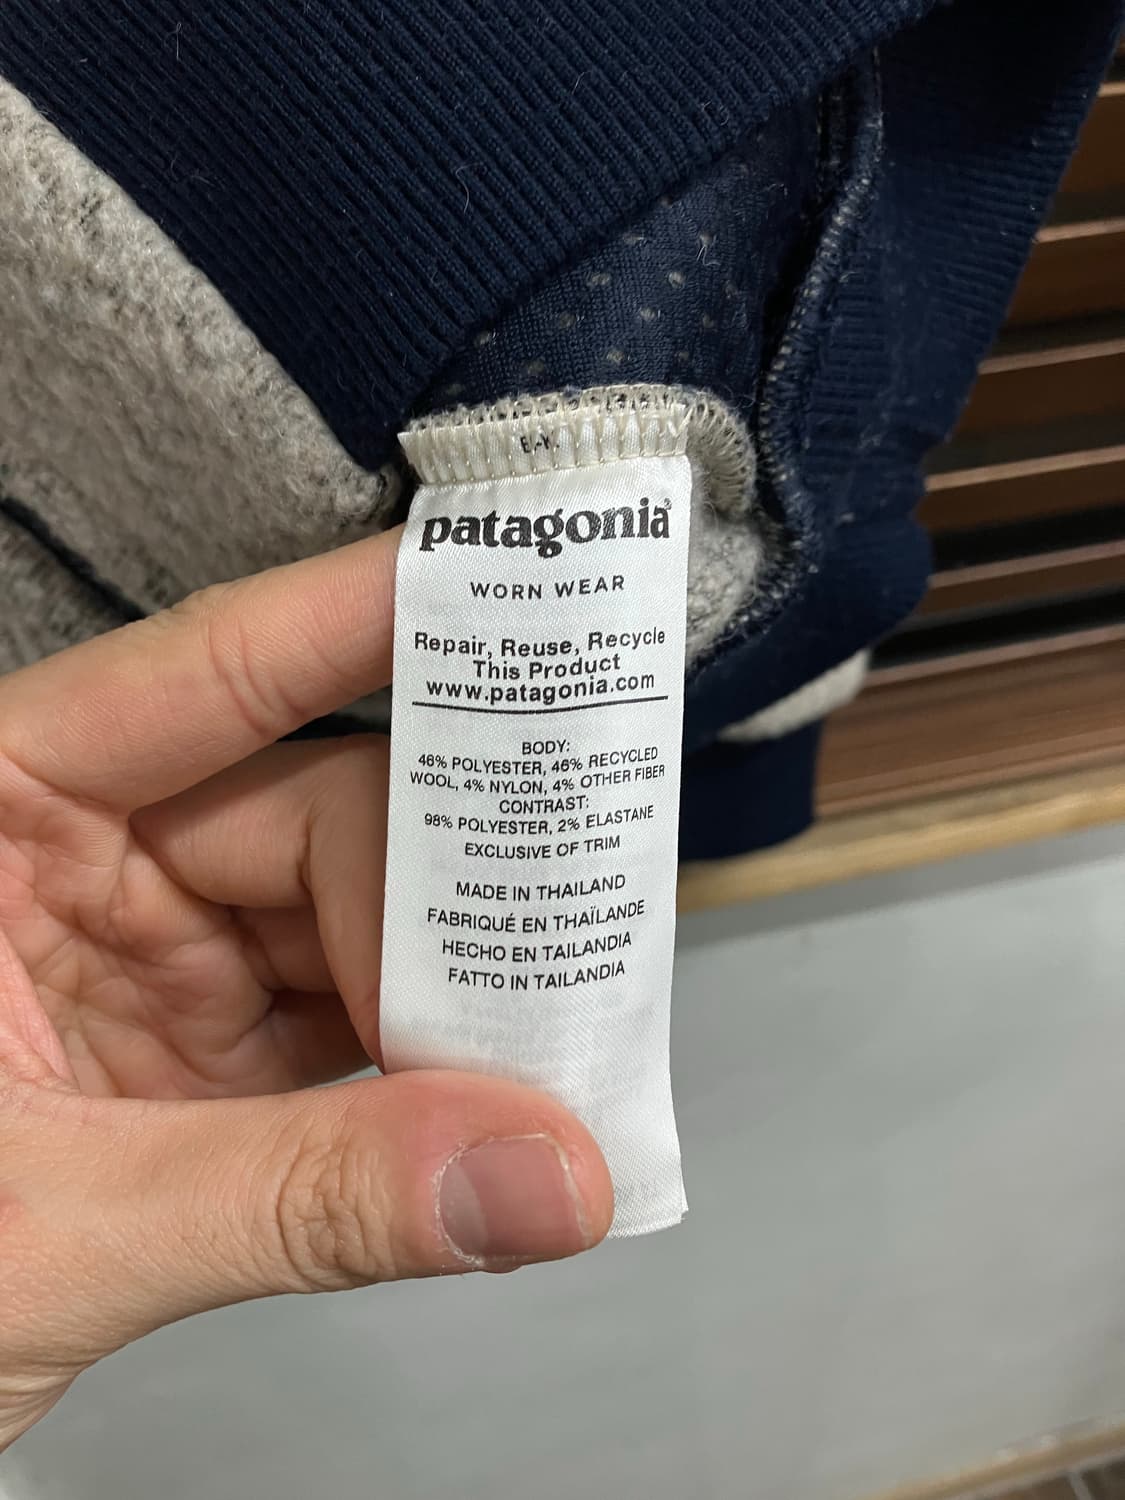 E.-K.
patagonia®
WORN WEAR
Repair, Reuse, Recycle
This Product
www.patagonia.com
BODY:
46% POLYESTER, 46% RECYCLED
WOOL, 4% NYLON, 4% OTHER FIBER
CONTRAST:
98% POLYESTER, 2% ELASTANE
EXCLUSIVE OF TRIM
MADE IN THAILAND
FABRIQUÉ EN THAÏLANDE
HECHO EN TAILANDIA
FATTO IN TAILANDIA